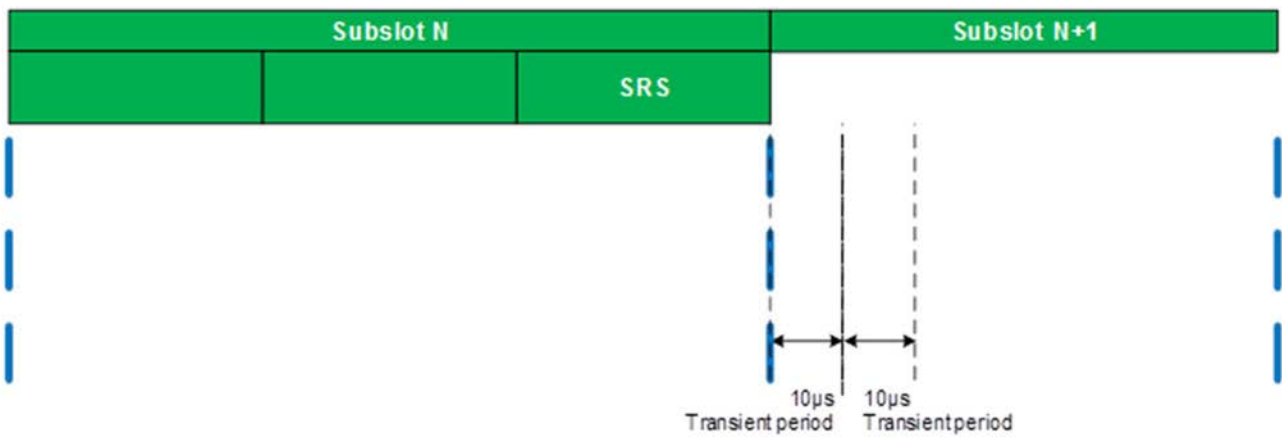 Subslot N
Subslot N+1
SRS
10µs
10µs
Transient period
Transient period